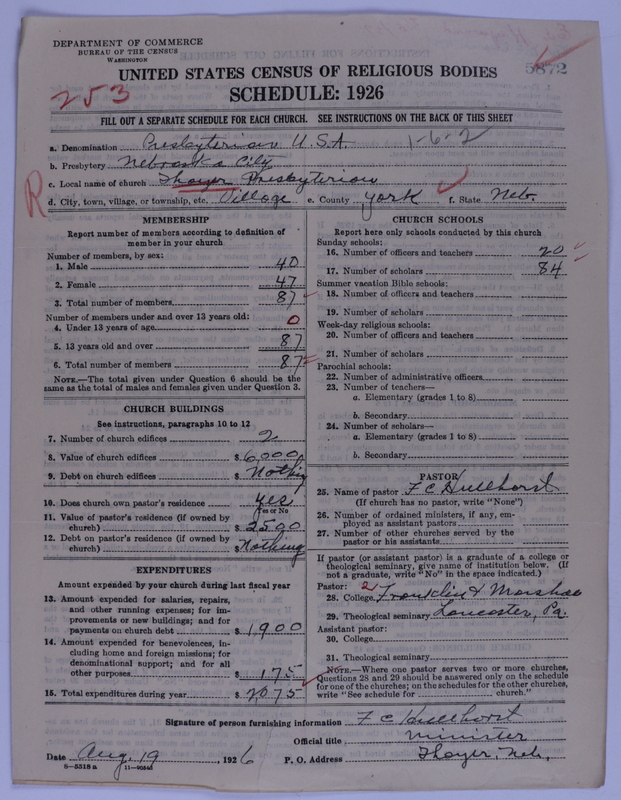 DEPARTMENT OF COMMERCE
BUREAU OF THE CENSUS
WASHINGTON
5872
UNITED STATES CENSUS OF RELIGIOUS BODIES
253
SCHEDULE: 1926
FILL OUT A SEPARATE SCHEDULE FOR EACH CHURCH. SEE INSTRUCTIONS ON THE BACK OF THIS SHEET
a. Denomination Presbyterian U.S.A. 1-6-2
b. Presbytery Nebraska City
c. Local name of church Thayer Presbyterian
R
d. City, town, village, or township, etc. Village e. County York f. State Neb.
MEMBERSHIP
Report number of members according to definition of
member in your church
Number of members, by sex:
1. Male 40
2. Female 47
3. Total number of members 87
Number of members under and over 13 years old:
4. Under 13 years of age 0
5. 13 years old and over 87
6. Total number of members 87
NOTE.—The total given under Question 6 should be the
same as the total of males and females given under Question 3.
CHURCH BUILDINGS
See instructions, paragraphs 10 to 12
7. Number of church edifices 2
8. Value of church edifices $ 6,000
9. Debt on church edifices $ Nothing
10. Does church own pastor's residence yes
Yes or No
11. Value of pastor's residence (if owned by
church) $ 2500
12. Debt on pastor's residence (if owned by
church) $ Nothing
EXPENDITURES
Amount expended by your church during last fiscal year
13. Amount expended for salaries, repairs,
and other running expenses; for im-
provements or new buildings; and for
payments on church debt $ 1900
14. Amount expended for benevolences, in-
cluding home and foreign missions; for
denominational support; and for all
other purposes $ 175
15. Total expenditures during year $ 2075
CHURCH SCHOOLS
Report here only schools conducted by this church
Sunday schools:
16. Number of officers and teachers 20
17. Number of scholars 84
Summer vacation Bible schools:
18. Number of officers and teachers
19. Number of scholars
Week-day religious schools:
20. Number of officers and teachers
21. Number of scholars
Parochial schools:
22. Number of administrative officers
23. Number of teachers—
a. Elementary (grades 1 to 8)
b. Secondary
24. Number of scholars—
a. Elementary (grades 1 to 8)
b. Secondary
PASTOR
25. Name of pastor F C Hullhorst
(If church has no pastor, write "None")
26. Number of ordained ministers, if any, em-
ployed as assistant pastors
27. Number of other churches served by the
pastor or his assistants
If pastor (or assistant pastor) is a graduate of a college or
theological seminary, give name of institution below. (If
not a graduate, write "No" in the space indicated.)
Pastor: 2
28. College Franklin & Marshall
29. Theological seminary Lancaster, Pa.
Assistant pastor:
30. College
31. Theological seminary
NOTE.—Where one pastor serves two or more churches,
Questions 28 and 29 should be answered only on the schedule
for one of the churches; on the schedules for the other churches,
write "See schedule for church."
Signature of person furnishing information F C Hullhorst
Official title Minister
Date Aug. 19, 1926 P. O. Address Thayer, Neb.
8-5318 a